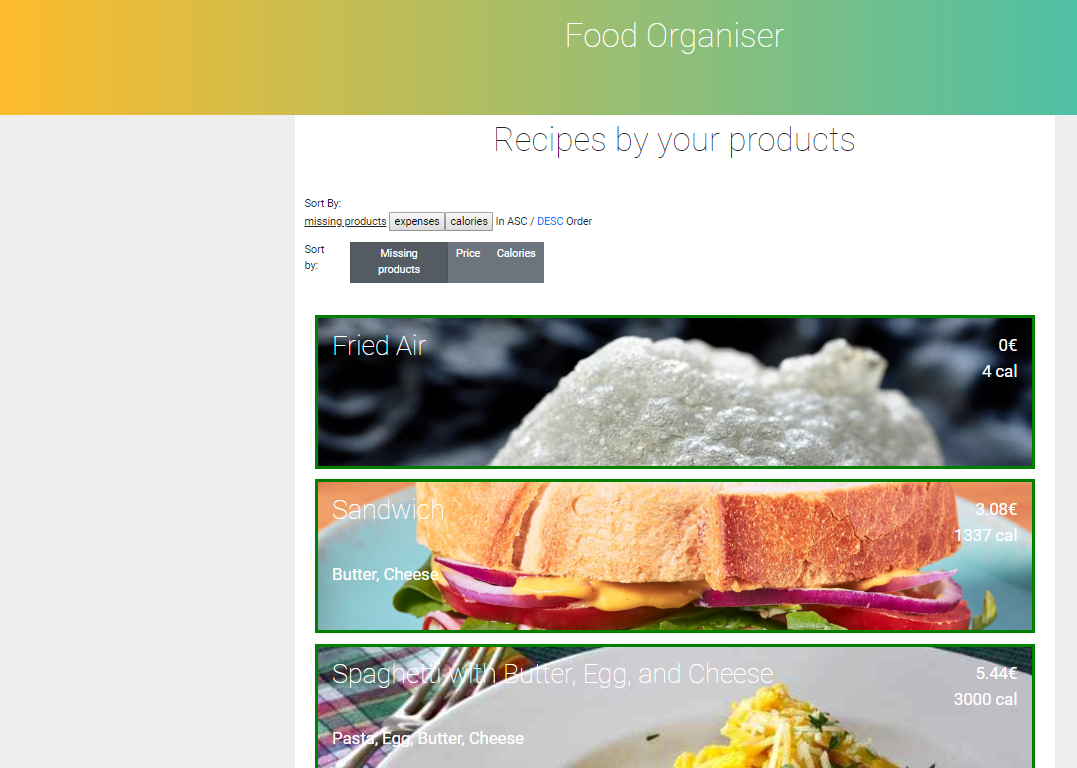 Food Organiser
Recipes by your products
Sort By:
missing products expenses calories In ASC / DESC Order
Sort by:
Missing products
Price
Calories
Fried Air
0€
4 cal
Sandwich
3.08€
1337 cal
Butter, Cheese
Spaghetti with Butter, Egg, and Cheese
5.44€
3000 cal
Pasta, Egg, Butter, Cheese